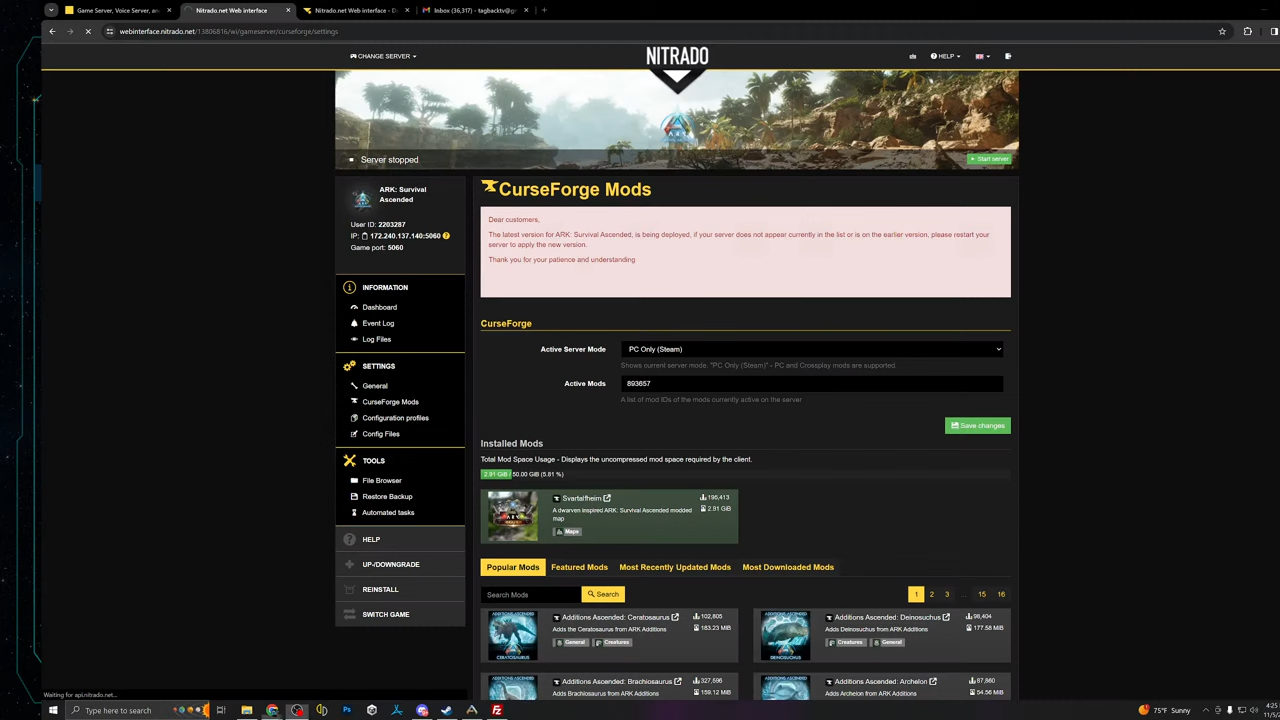 Game Server, Voice Server, an
Nitrado.net Web interface
Nitrado.net Web interface - D
Inbox (36,317) - tagbacktv@g
webinterface.nitrado.net/13806816/wi/gameserver/curseforge/settings
CHANGE SERVER
NITRADO
HELP
ARK
Server stopped
Start server
ARK: Survival
Ascended
User ID: 2203287
IP: 172.240.137.140:5060
Game port: 5060
INFORMATION
Dashboard
Event Log
Log Files
SETTINGS
General
CurseForge Mods
Configuration profiles
Config Files
TOOLS
File Browser
Restore Backup
Automated tasks
HELP
UP-/DOWNGRADE
REINSTALL
SWITCH GAME
CurseForge Mods
Dear customers,
The latest version for ARK: Survival Ascended, is being deployed, if your server does not appear currently in the list or is on the earlier version, please restart your
server to apply the new version.
Thank you for your patience and understanding
CurseForge
Active Server Mode
PC Only (Steam)
Shows current server mode. "PC Only (Steam)" - PC and Crossplay mods are supported.
Active Mods
893657
A list of mod IDs of the mods currently active on the server
Save changes
Installed Mods
Total Mod Space Usage - Displays the uncompressed mod space required by the client.
2.91 GiB / 50.00 GiB (5.81 %)
Svartalfheim
195,413
A dwarven inspired ARK: Survival Ascended modded
map
2.91 GiB
Maps
Popular Mods
Featured Mods
Most Recently Updated Mods
Most Downloaded Mods
Search Mods
Search
1 2 3 ... 15 16
Additions Ascended: Ceratosaurus
102,805
Adds the Ceratosaurus from ARK Additions
183.23 MiB
General
Creatures
CERATOSAURUS
Additions Ascended: Deinosuchus
98,404
Adds Deinosuchus from ARK Additions
177.58 MiB
Creatures
General
DEINOSUCHUS
Additions Ascended: Brachiosaurus
327,596
Adds Brachiosaurus from ARK Additions
159.12 MiB
Additions Ascended: Archelon
87,860
Adds Archelon from ARK Additions
54.56 MiB
Waiting for api.nitrado.net...
Type here to search
75°F Sunny
4:25
11/5/2